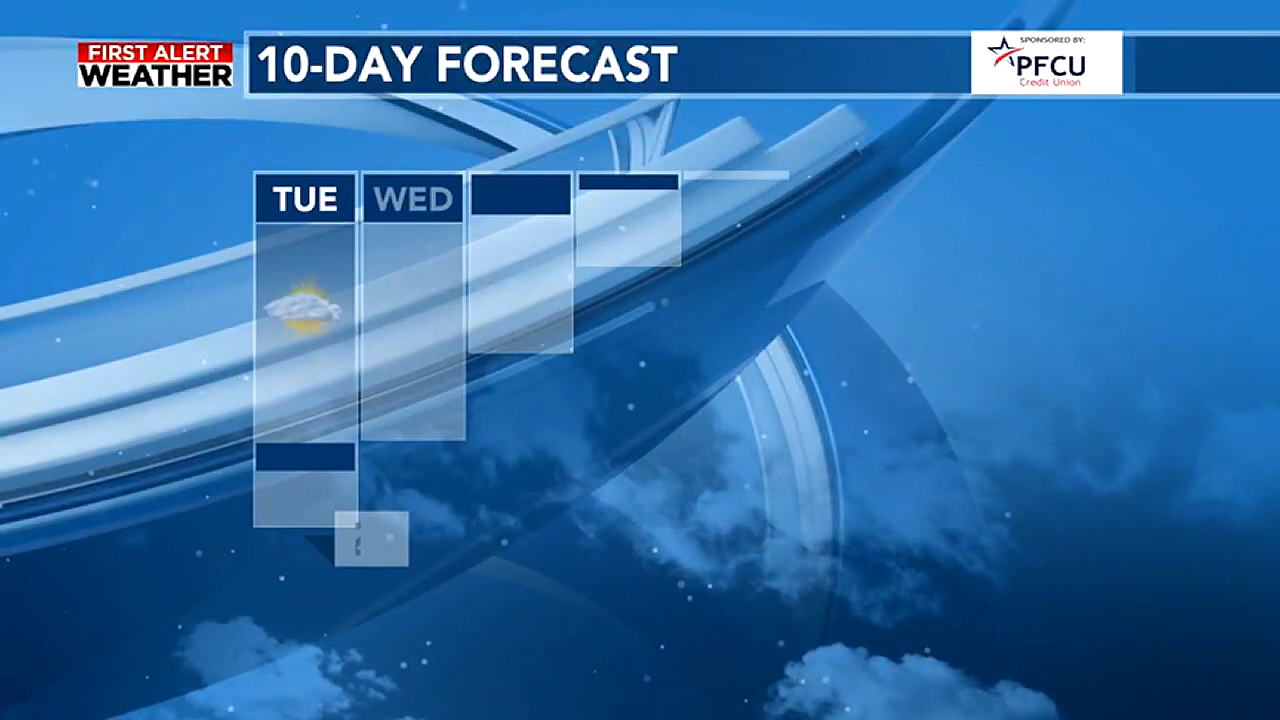 FIRST ALERT
WEATHER
10-DAY FORECAST
SPONSORED BY:
PFCU
Credit Union
TUE
WED